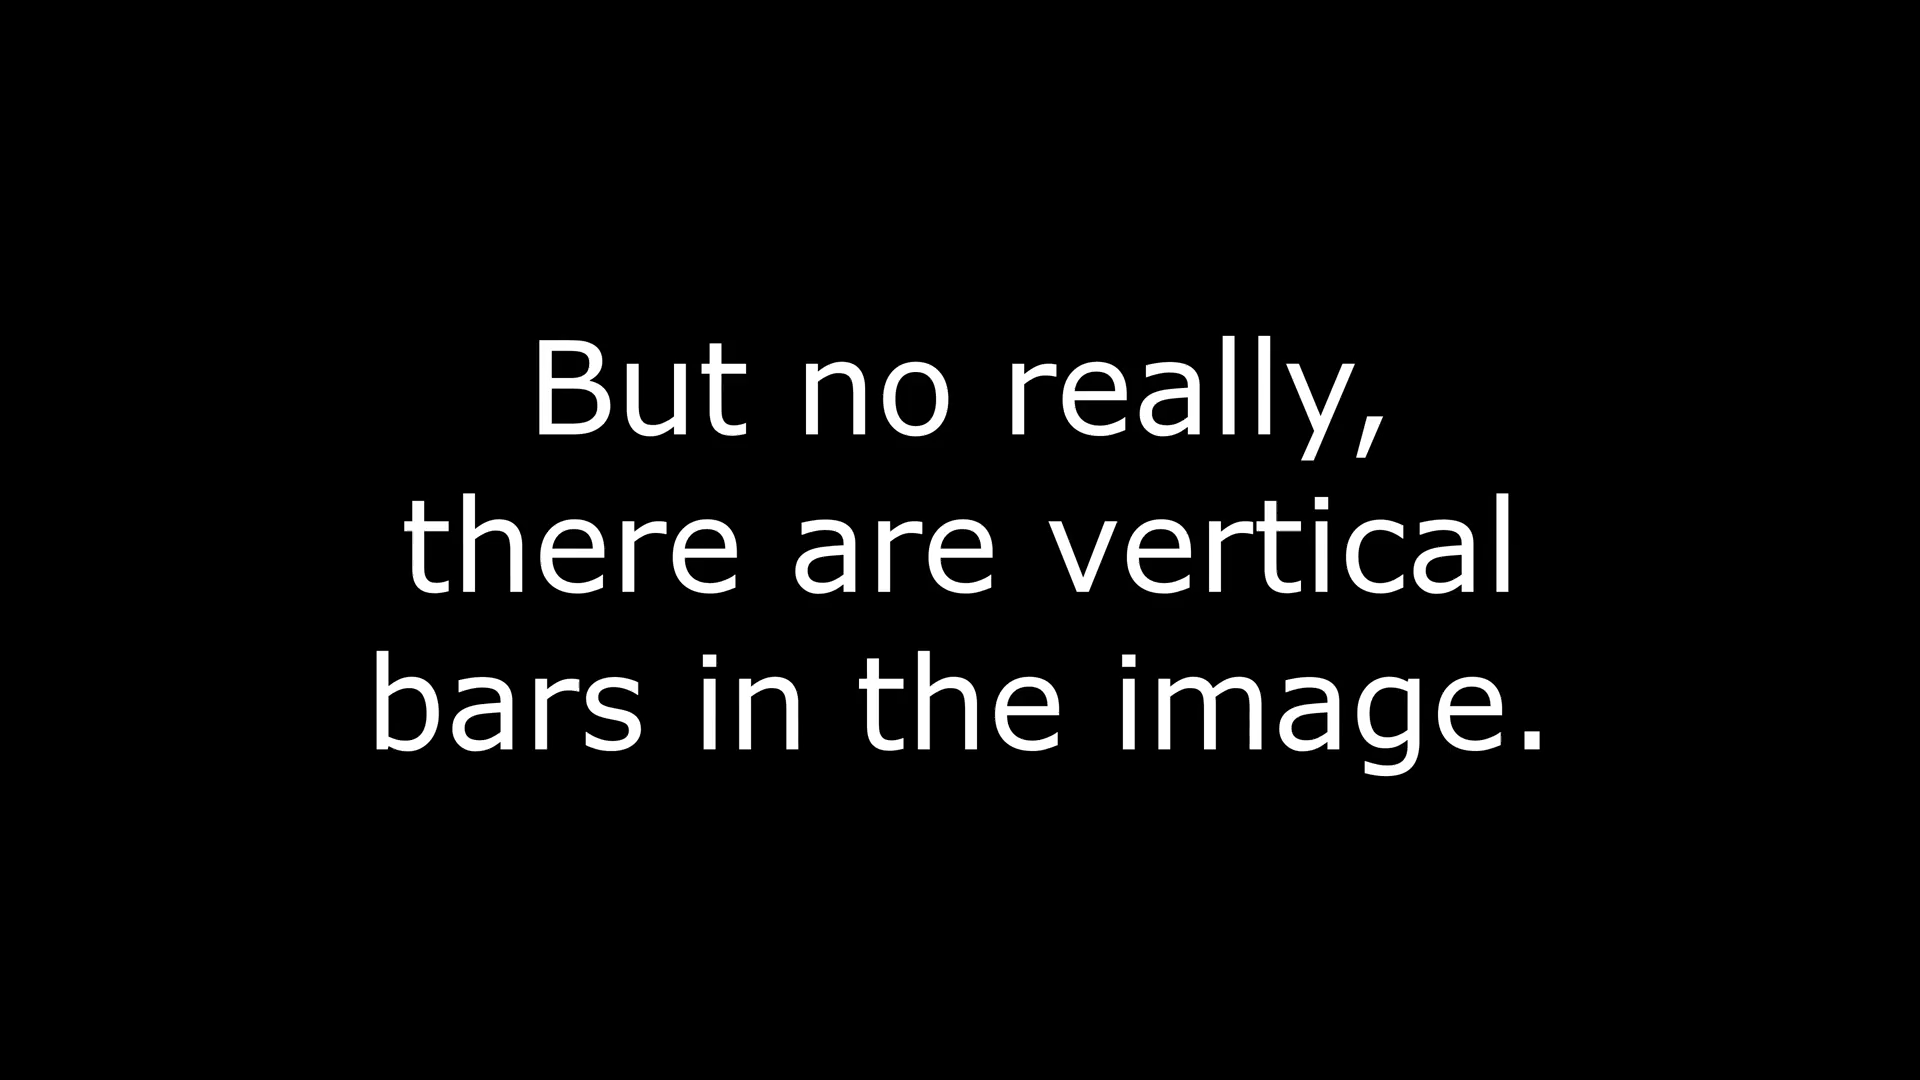 But no really,
there are vertical
bars in the image.